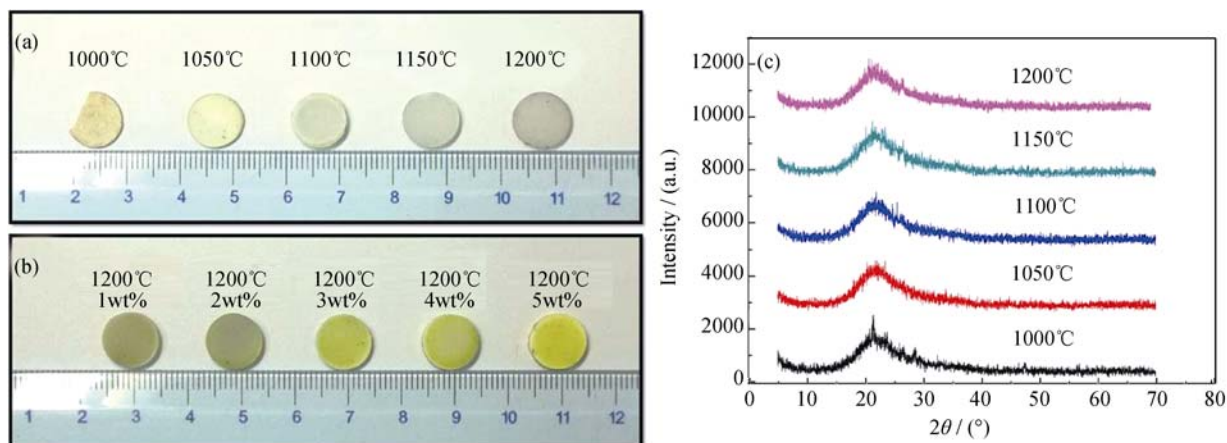 (a)
1000℃ 1050℃ 1100℃ 1150℃ 1200℃
1 2 3 4 5 6 7 8 9 10 11 12
(b)
1200℃ 1200℃ 1200℃ 1200℃ 1200℃
1wt% 2wt% 3wt% 4wt% 5wt%
1 2 3 4 5 6 7 8 9 10 11 12
(c)
Intensity / (a.u.)
12000
10000
8000
6000
4000
2000
0
1200℃
1150℃
1100℃
1050℃
1000℃
0 10 20 30 40 50 60 70 80
2θ / (°)